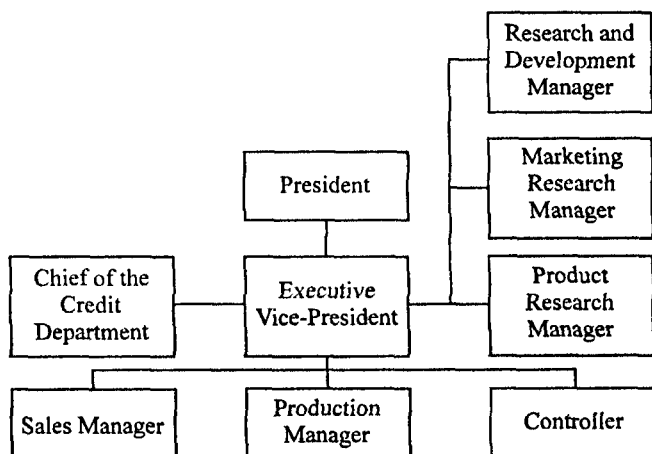 Research and
Development
Manager
Marketing
Research
Manager
President
Chief of the
Credit
Department
Executive
Vice-President
Product
Research
Manager
Sales Manager
Production
Manager
Controller